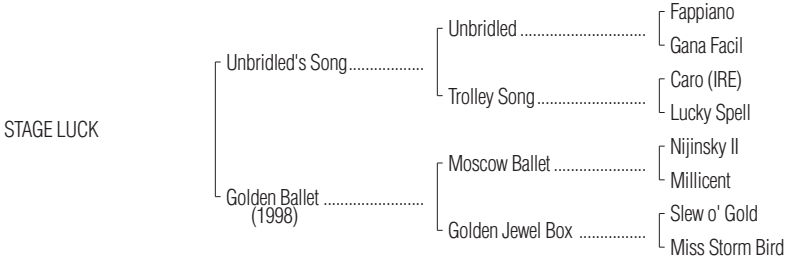 Fappiano
Unbridled ..............................
Gana Facil
Unbridled's Song..................
Caro (IRE)
Trolley Song..........................
Lucky Spell
STAGE LUCK
Nijinsky II
Moscow Ballet ......................
Millicent
Golden Ballet ........................
(1998)
Slew o' Gold
Golden Jewel Box ................
Miss Storm Bird